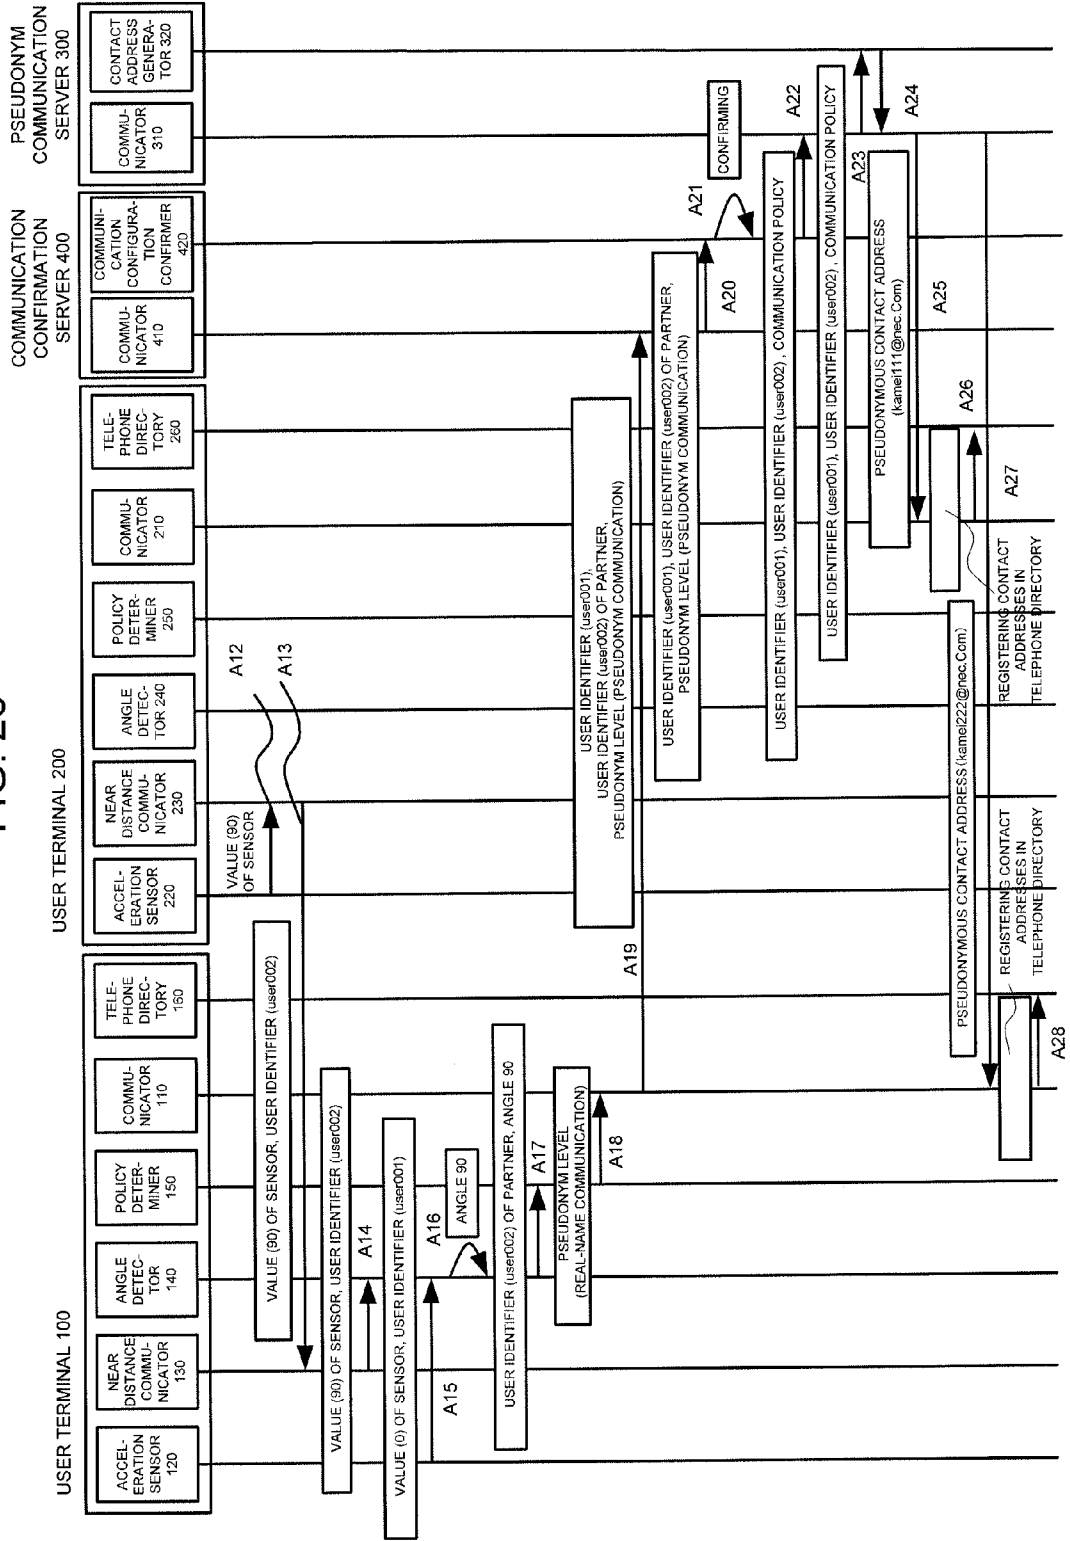 USER TERMINAL 100
USER TERMINAL 200
COMMUNICATION
CONFIRMATION
SERVER 400
PSEUDONYM
COMMUNICATION
SERVER 300
ACCEL-
ERATION
SENSOR
120
NEAR
DISTANCE
COMMU-
NICATOR
130
ANGLE
DETEC-
TOR
140
POLICY
DETER-
MINER
150
COMMU-
NICATOR
110
TELE-
PHONE
DIREC-
TORY
160
ACCEL-
ERATION
SENSOR
220
NEAR
DISTANCE
COMMU-
NICATOR
230
ANGLE
DETEC-
TOR 240
POLICY
DETER-
MINER
250
COMMU-
NICATOR
210
TELE-
PHONE
DIREC-
TORY
260
COMMU-
NICATOR
410
COMMUNI-
CATION
CONFIGURA-
TION
CONFIRMER
420
COMMU-
NICATOR
310
CONTACT
ADDRESS
GENERA-
TOR 320
VALUE (90)
OF SENSOR
A12
A13
VALUE (90) OF SENSOR, USER IDENTIFIER (user002)
VALUE (90) OF SENSOR, USER IDENTIFIER (user002)
A14
VALUE (0) OF SENSOR, USER IDENTIFIER (user001)
A15
A16
ANGLE 90
USER IDENTIFIER (user002) OF PARTNER, ANGLE 90
A17
PSEUDONYM LEVEL
(REAL-NAME COMMUNICATION)
A18
USER IDENTIFIER (user001),
USER IDENTIFIER (user002) OF PARTNER,
PSEUDONYM LEVEL (PSEUDONYM COMMUNICATION)
A19
USER IDENTIFIER (user001), USER IDENTIFIER (user002) OF PARTNER,
PSEUDONYM LEVEL (PSEUDONYM COMMUNICATION)
A20
A21
CONFIRMING
USER IDENTIFIER (user001), USER IDENTIFIER (user002), COMMUNICATION POLICY
A22
USER IDENTIFIER (user001), USER IDENTIFIER (user002), COMMUNICATION POLICY
A23
A24
PSEUDONYMOUS CONTACT ADDRESS
(kamei111@nec.Com)
A25
A26
REGISTERING CONTACT
ADDRESSES IN
TELEPHONE DIRECTORY
PSEUDONYMOUS CONTACT ADDRESS (kamei222@nec.Com)
A27
REGISTERING CONTACT
ADDRESSES IN
TELEPHONE DIRECTORY
A28